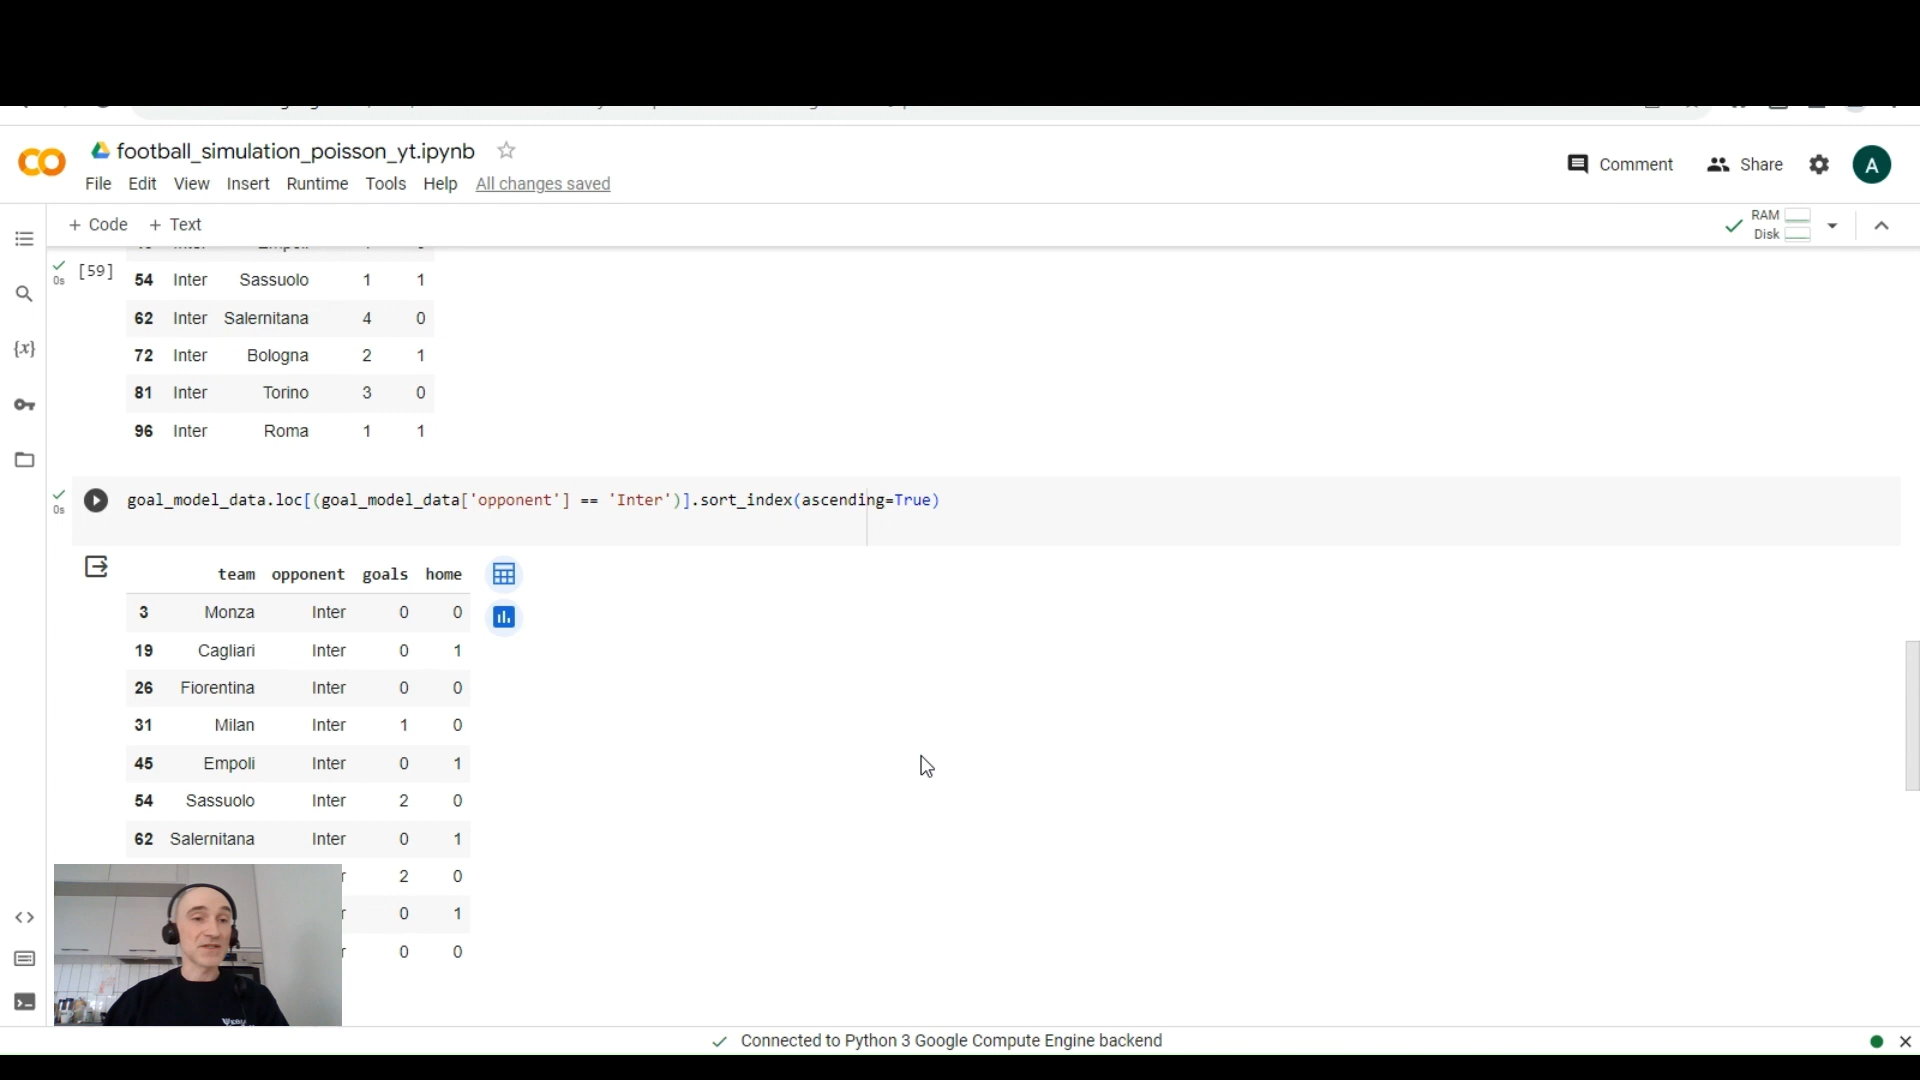 football_simulation_poisson_yt.ipynb
File Edit View Insert Runtime Tools Help All changes saved
Comment Share A
+ Code + Text
RAM
Disk
[59]
0s
54 Inter Sassuolo 1 1
62 Inter Salernitana 4 0
72 Inter Bologna 2 1
81 Inter Torino 3 0
96 Inter Roma 1 1
0s
goal_model_data.loc[(goal_model_data['opponent'] == 'Inter')].sort_index(ascending=True)
team opponent goals home
3 Monza Inter 0 0
19 Cagliari Inter 0 1
26 Fiorentina Inter 0 0
31 Milan Inter 1 0
45 Empoli Inter 0 1
54 Sassuolo Inter 2 0
62 Salernitana Inter 0 1
r 2 0
r 0 1
r 0 0
{x}
Connected to Python 3 Google Compute Engine backend